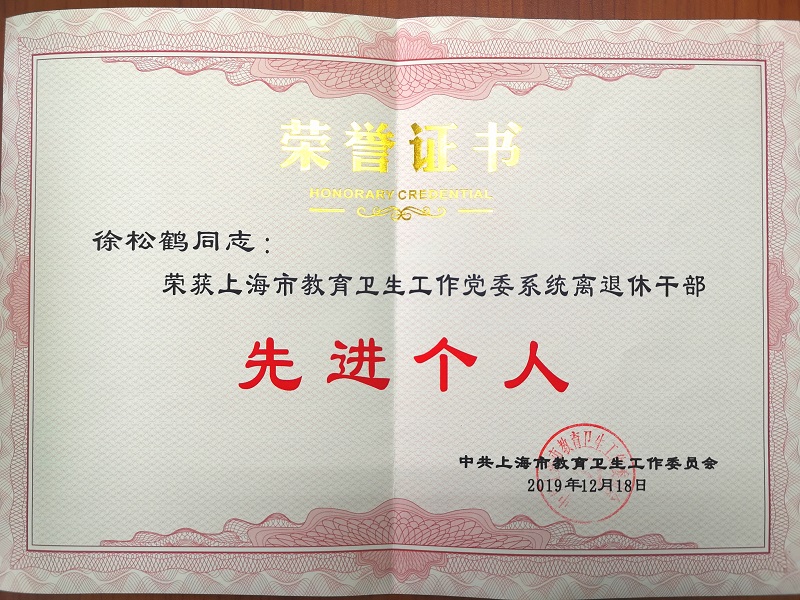 荣誉证书
HONORARY CREDENTIAL
徐松鹤同志：
荣获上海市教育卫生工作党委系统离退休干部
先进个人
中共上海市教育卫生工作委员会
2019年12月18日